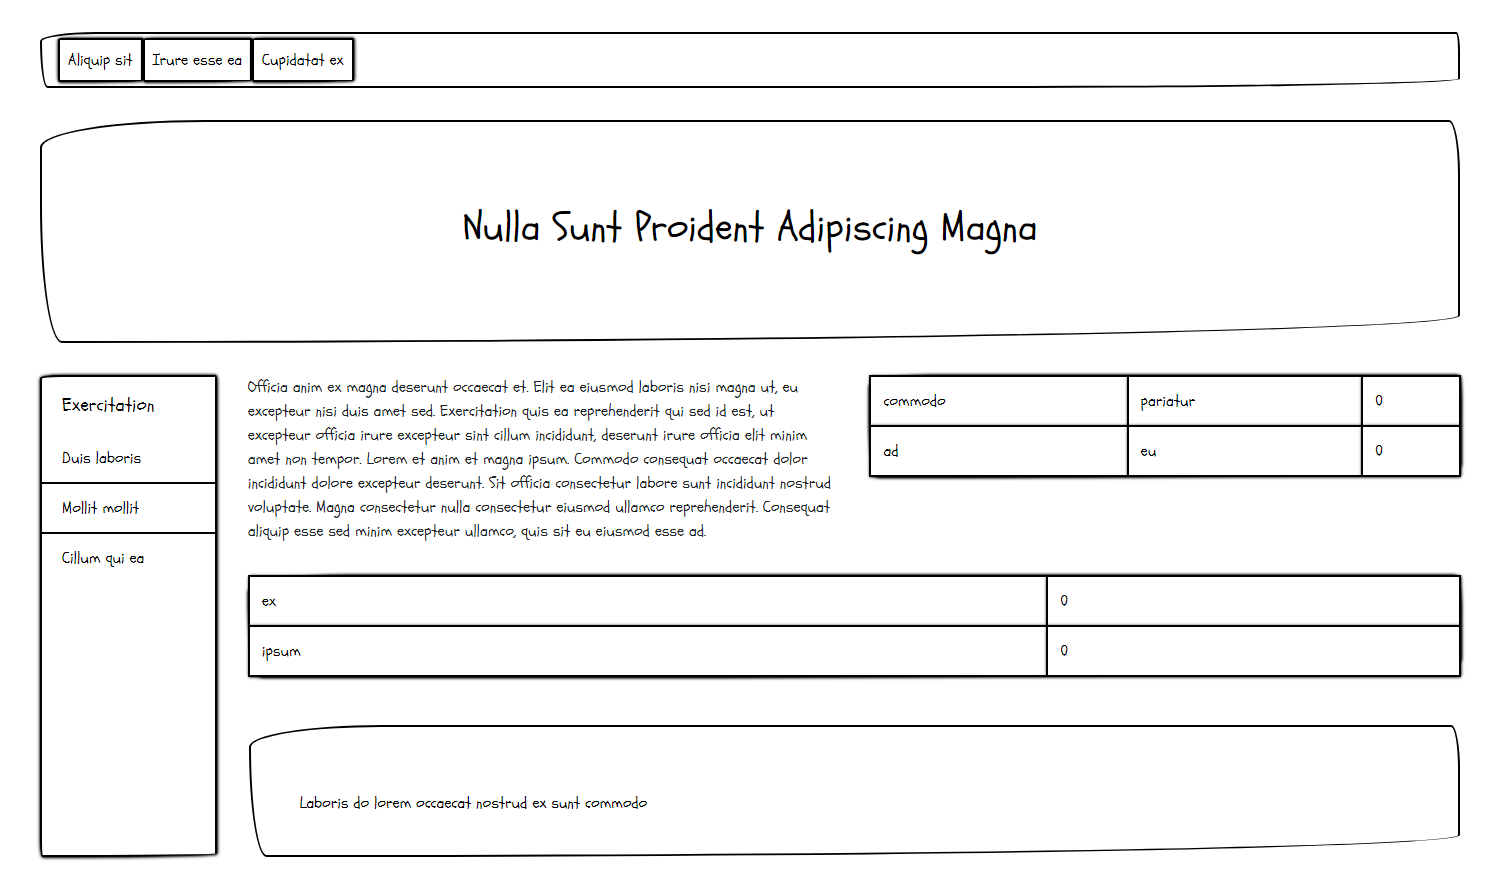 Aliquip sit Irure esse ea Cupidatat ex
Nulla Sunt Proident Adipiscing Magna
Exercitation
Duis laboris
Mollit mollit
Cillum qui ea
Officia anim ex magna deserunt occaecat et. Elit ea eiusmod laboris nisi magna ut, eu
excepteur nisi duis amet sed. Exercitation quis ea reprehenderit qui sed id est, ut
excepteur officia irure excepteur sint cillum incididunt, deserunt irure officia elit minim
amet non tempor. Lorem et anim et magna ipsum. Commodo consequat occaecat dolor
incididunt dolore excepteur deserunt. Sit officia consectetur labore sunt incididunt nostrud
voluptate. Magna consectetur nulla consectetur eiusmod ullamco reprehenderit. Consequat
aliquip esse sed minim excepteur ullamco, quis sit eu eiusmod esse ad.
commodo pariatur 0
ad eu 0
ex 0
ipsum 0
Laboris do lorem occaecat nostrud ex sunt commodo